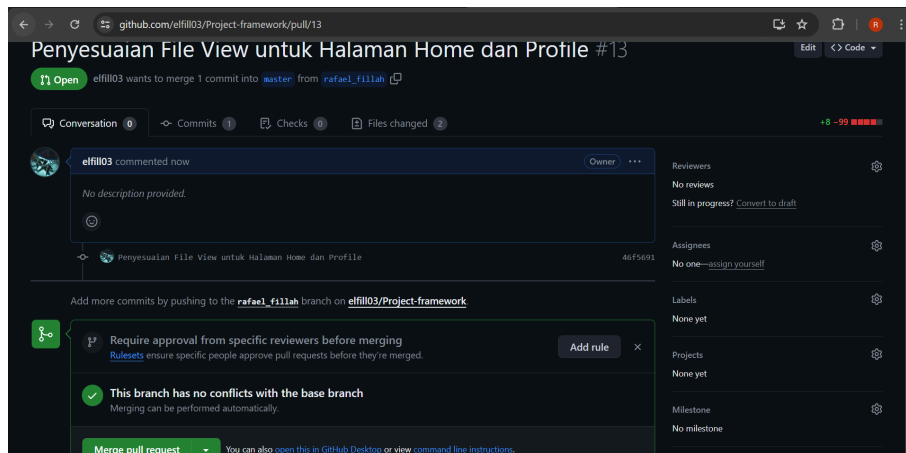 github.com/elfill03/Project-framework/pull/13
R
Penyesuaian File View untuk Halaman Home dan Profile #13
Edit
<> Code
Open
elfill03 wants to merge 1 commit into master from rafael_fillah
Conversation 0
Commits 1
Checks 0
Files changed 2
+8 −99
elfill03 commented now
Owner
No description provided.
Penyesuaian File View untuk Halaman Home dan Profile
46f5691
Add more commits by pushing to the rafael_fillah branch on elfill03/Project-framework.
Require approval from specific reviewers before merging
Rulesets ensure specific people approve pull requests before they're merged.
Add rule
This branch has no conflicts with the base branch
Merging can be performed automatically.
Merge pull request
You can also open this in GitHub Desktop or view command line instructions.
Reviewers
No reviews
Still in progress? Convert to draft
Assignees
No one—assign yourself
Labels
None yet
Projects
None yet
Milestone
No milestone